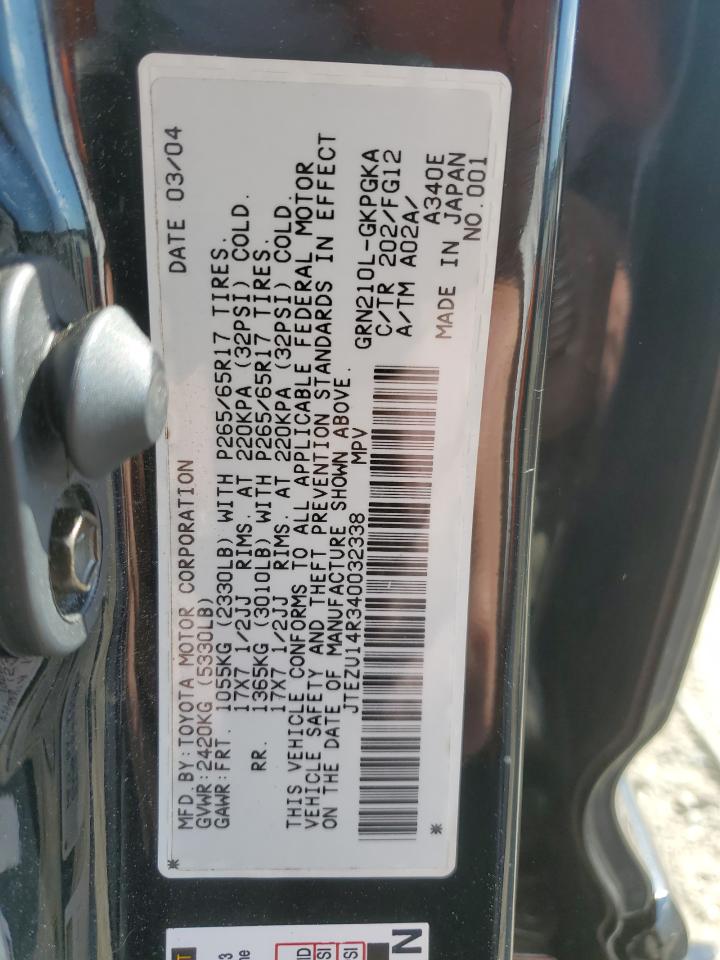 MFD.BY:TOYOTA MOTOR CORPORATION DATE 03/04
GVWR:2420KG(5330LB)
GAWR:FRT. 1055KG (2330LB) WITH P265/65R17 TIRES.
17X7 1/2JJ RIMS. AT 220KPA (32PSI) COLD.
RR. 1365KG (3010LB) WITH P265/65R17 TIRES.
17X7 1/2JJ RIMS. AT 220KPA (32PSI) COLD.
THIS VEHICLE CONFORMS TO ALL APPLICABLE FEDERAL MOTOR
VEHICLE SAFETY AND THEFT PREVENTION STANDARDS IN EFFECT
ON THE DATE OF MANUFACTURE SHOWN ABOVE.
JTEZU14R340032338 MPV GRN210L-GKPGKA
C/TR 202/FG12
A/TM A02A/
A340E
MADE IN JAPAN
* * NO.001